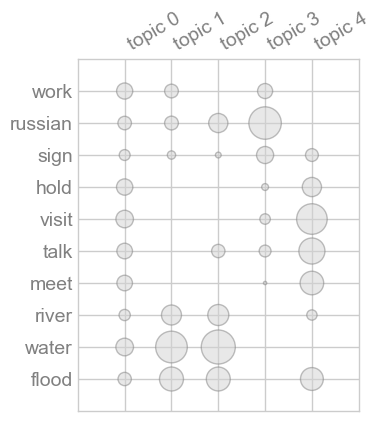 topic 0
topic 1
topic 2
topic 3
topic 4
work
russian
sign
hold
visit
talk
meet
river
water
flood